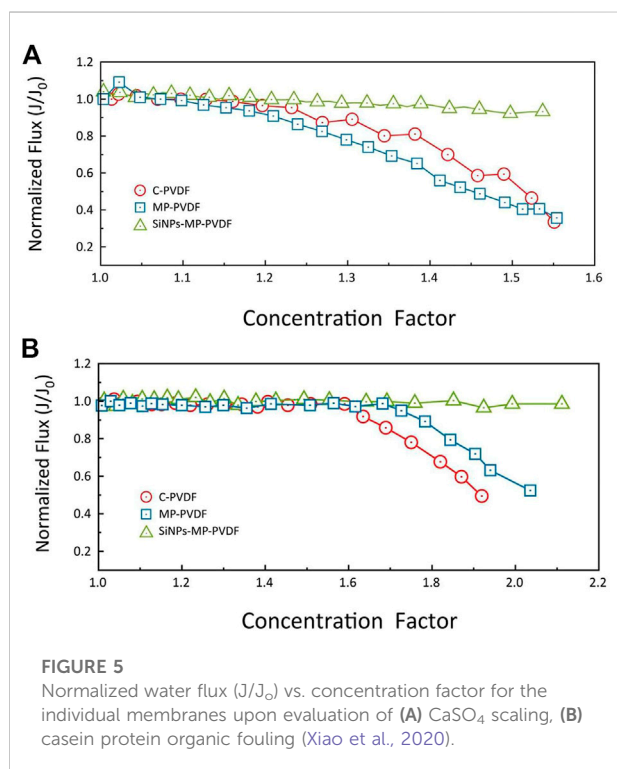 A
Normalized Flux (J/J₀)
1.2
1.0
0.8
0.6
0.4
0.2
C-PVDF
MP-PVDF
SiNPs-MP-PVDF
1.0 1.1 1.2 1.3 1.4 1.5 1.6
Concentration Factor
B
Normalized Flux (J/J₀)
1.2
1.0
0.8
0.6
0.4
0.2
C-PVDF
MP-PVDF
SiNPs-MP-PVDF
1.0 1.2 1.4 1.6 1.8 2.0 2.2
Concentration Factor
FIGURE 5
Normalized water flux (J/Jₒ) vs. concentration factor for the
individual membranes upon evaluation of (A) CaSO₄ scaling, (B)
casein protein organic fouling (Xiao et al., 2020).